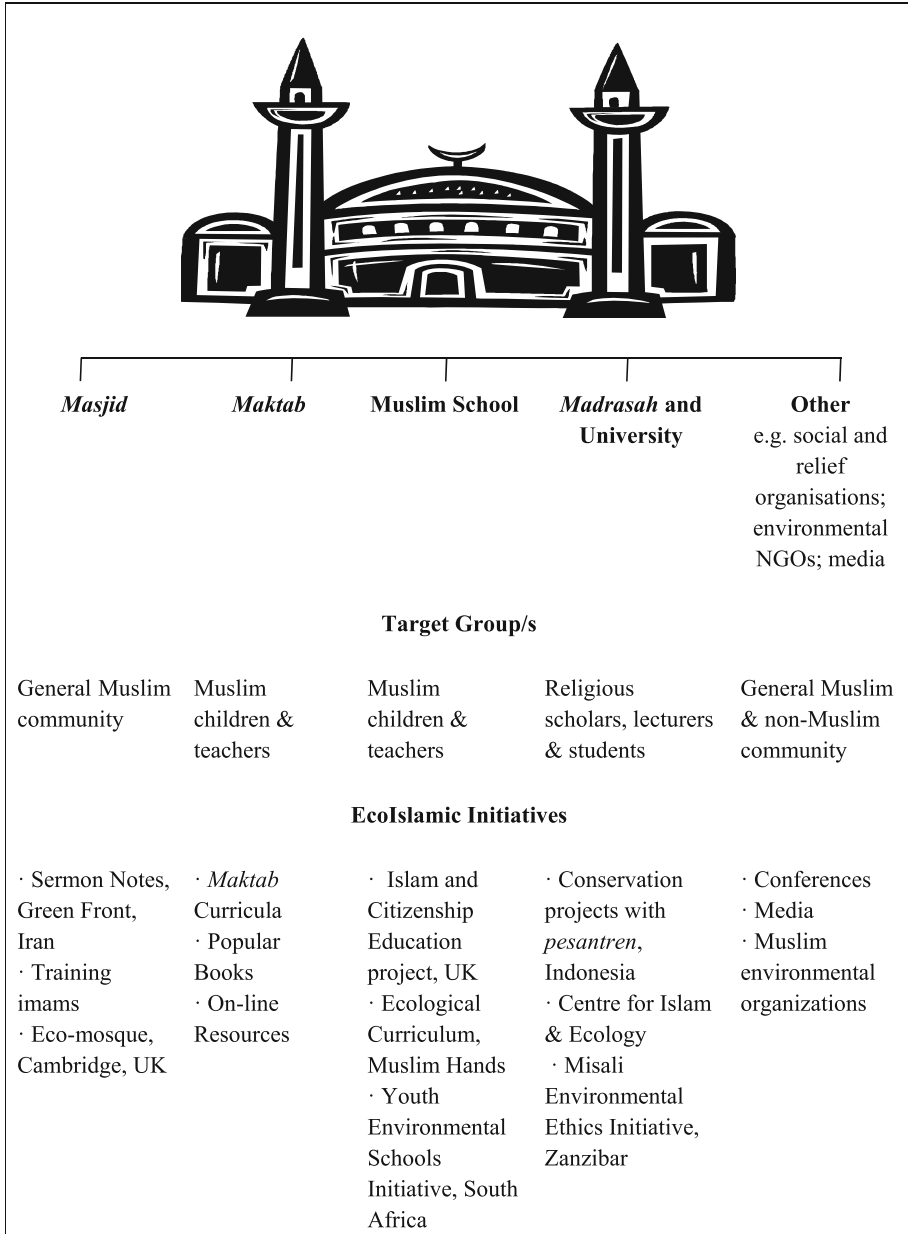 Masjid
Maktab
Muslim School
Madrasah and
University
Other
e.g. social and
relief
organisations;
environmental
NGOs; media
Target Group/s
General Muslim
community
Muslim
children &
teachers
Muslim
children &
teachers
Religious
scholars, lecturers
& students
General Muslim
& non-Muslim
community
EcoIslamic Initiatives
· Sermon Notes,
Green Front,
Iran
· Training
imams
· Eco-mosque,
Cambridge, UK
· Maktab
Curricula
· Popular
Books
· On-line
Resources
· Islam and
Citizenship
Education
project, UK
· Ecological
Curriculum,
Muslim Hands
· Youth
Environmental
Schools
Initiative, South
Africa
· Conservation
projects with
pesantren,
Indonesia
· Centre for Islam
& Ecology
· Misali
Environmental
Ethics Initiative,
Zanzibar
· Conferences
· Media
· Muslim
environmental
organizations